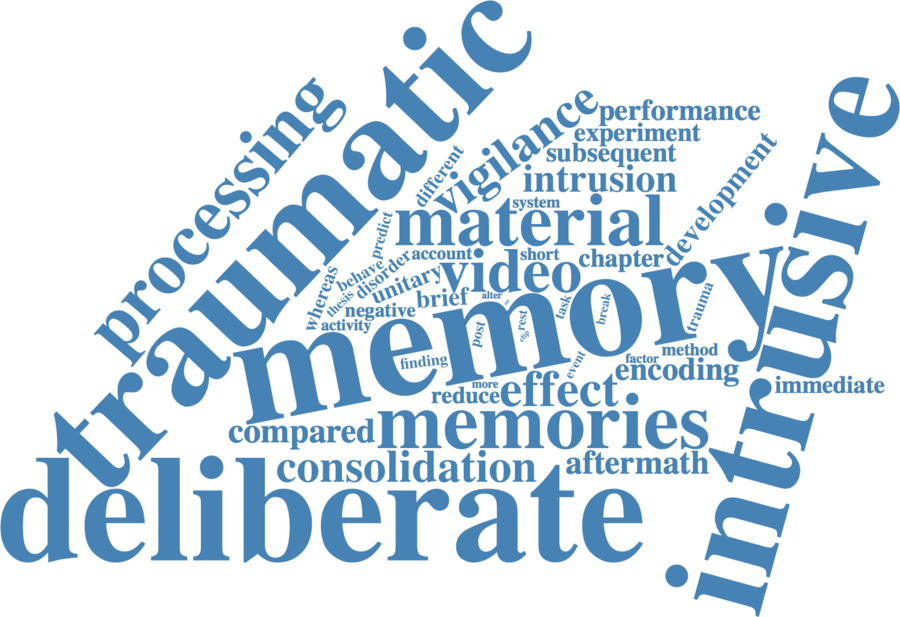 traumatic
processing
vigilance
performance
experiment
subsequent
different
intrusion
development
system
material
intrusive
predict
account
short
chapter
behave
disorder
unitary
video
whereas
thesis
negative
brief
alter
activity
memory
post
rest
clip
task
break
trauma
finding
event
factor
method
encoding
more
reduce
effect
immediate
compared
memories
consolidation
aftermath
deliberate